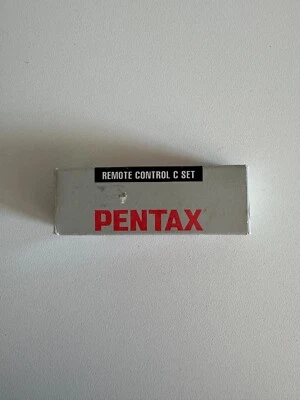 REMOTE CONTROL C SET
PENTAX